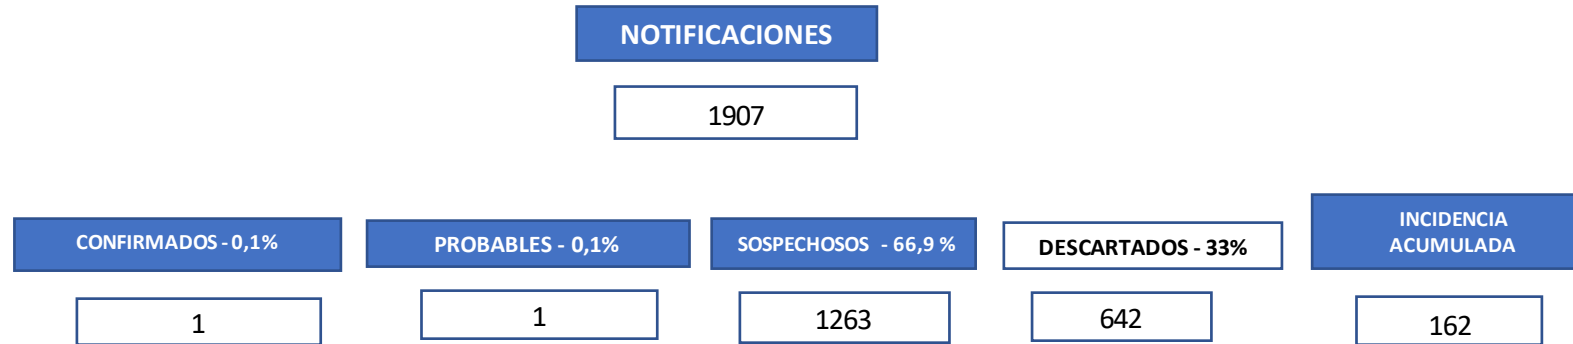 NOTIFICACIONES
1907
CONFIRMADOS - 0,1%
PROBABLES - 0,1%
SOSPECHOSOS - 66,9 %
DESCARTADOS - 33%
INCIDENCIA
ACUMULADA
1
1
1263
642
162